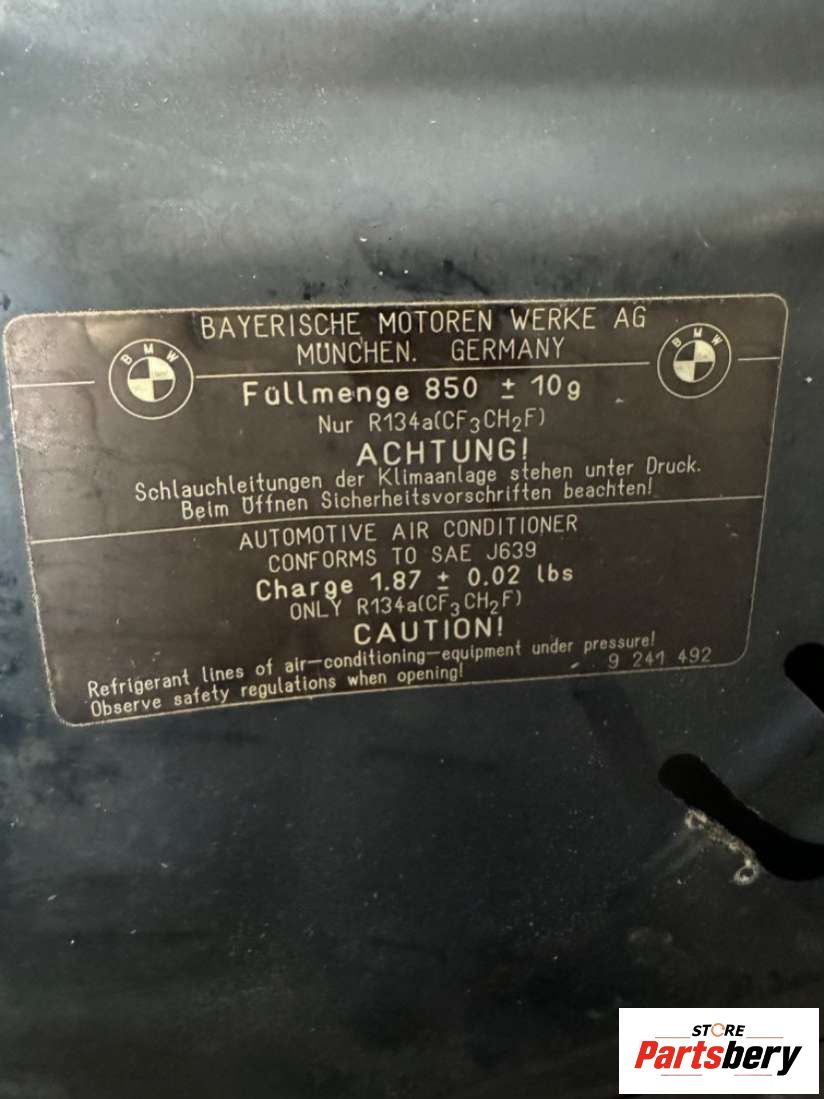 BAYERISCHE MOTOREN WERKE AG
MÜNCHEN. GERMANY
BMW
BMW
Füllmenge 850 ± 10g
Nur R134a(CF3CH2F)
ACHTUNG!
Schlauchleitungen der Klimaanlage stehen unter Druck.
Beim Öffnen Sicherheitsvorschriften beachten!
AUTOMOTIVE AIR CONDITIONER
CONFORMS TO SAE J639
Charge 1.87 ± 0.02 lbs
ONLY R134a(CF3CH2F)
CAUTION!
Refrigerant lines of air-conditioning-equipment under pressure!
Observe safety regulations when opening!
9 241 492
STORE
Partsbery